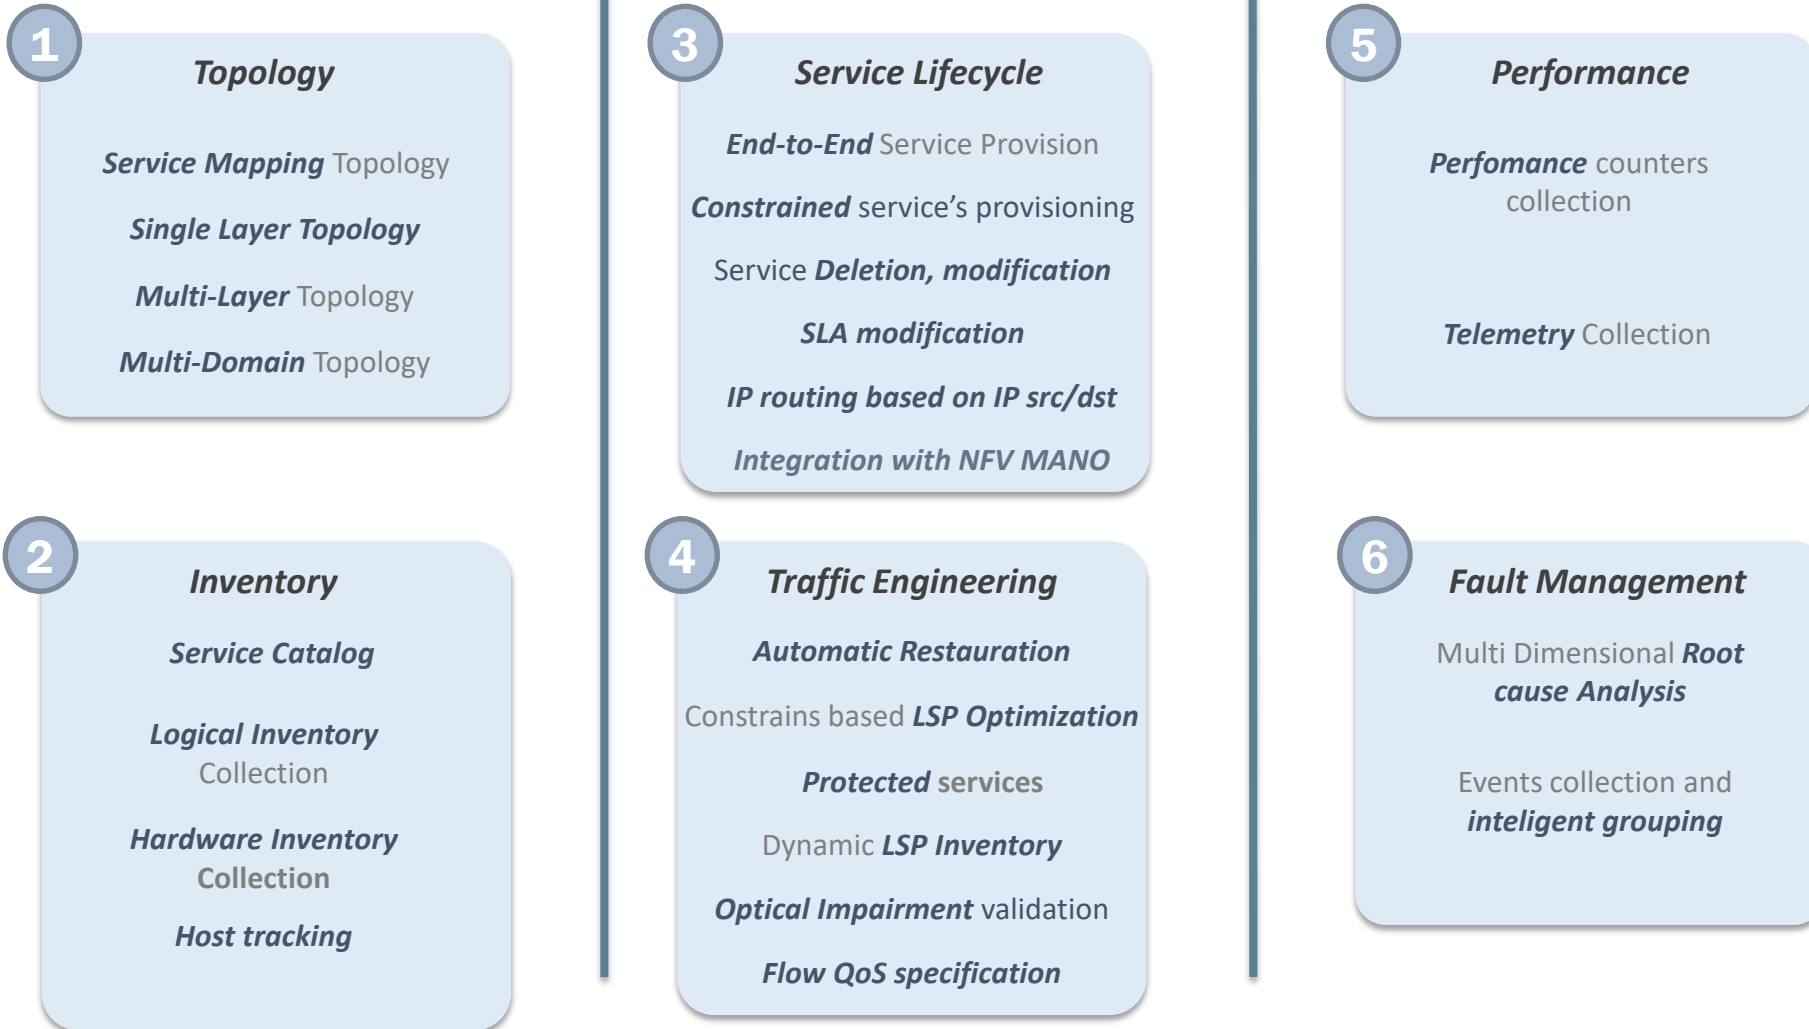 1
Topology
Service Mapping Topology
Single Layer Topology
Multi-Layer Topology
Multi-Domain Topology
2
Inventory
Service Catalog
Logical Inventory
Collection
Hardware Inventory
Collection
Host tracking
3
Service Lifecycle
End-to-End Service Provision
Constrained service’s provisioning
Service Deletion, modification
SLA modification
IP routing based on IP src/dst
Integration with NFV MANO
4
Traffic Engineering
Automatic Restauration
Constrains based LSP Optimization
Protected services
Dynamic LSP Inventory
Optical Impairment validation
Flow QoS specification
5
Performance
Perfomance counters
collection
Telemetry Collection
6
Fault Management
Multi Dimensional Root
cause Analysis
Events collection and
inteligent grouping